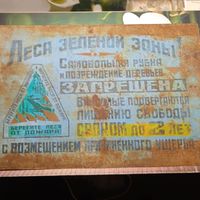 Леса зеленой зоны!
Самовольная рубка
и повреждение деревьев
ЗАПРЕЩЕНА
Виновные подвергаются
лишению свободы
сроком до 2 лет
с возмещением причиненного ущерба
БЕРЕГИТЕ ЛЕСА
ОТ ПОЖАРА